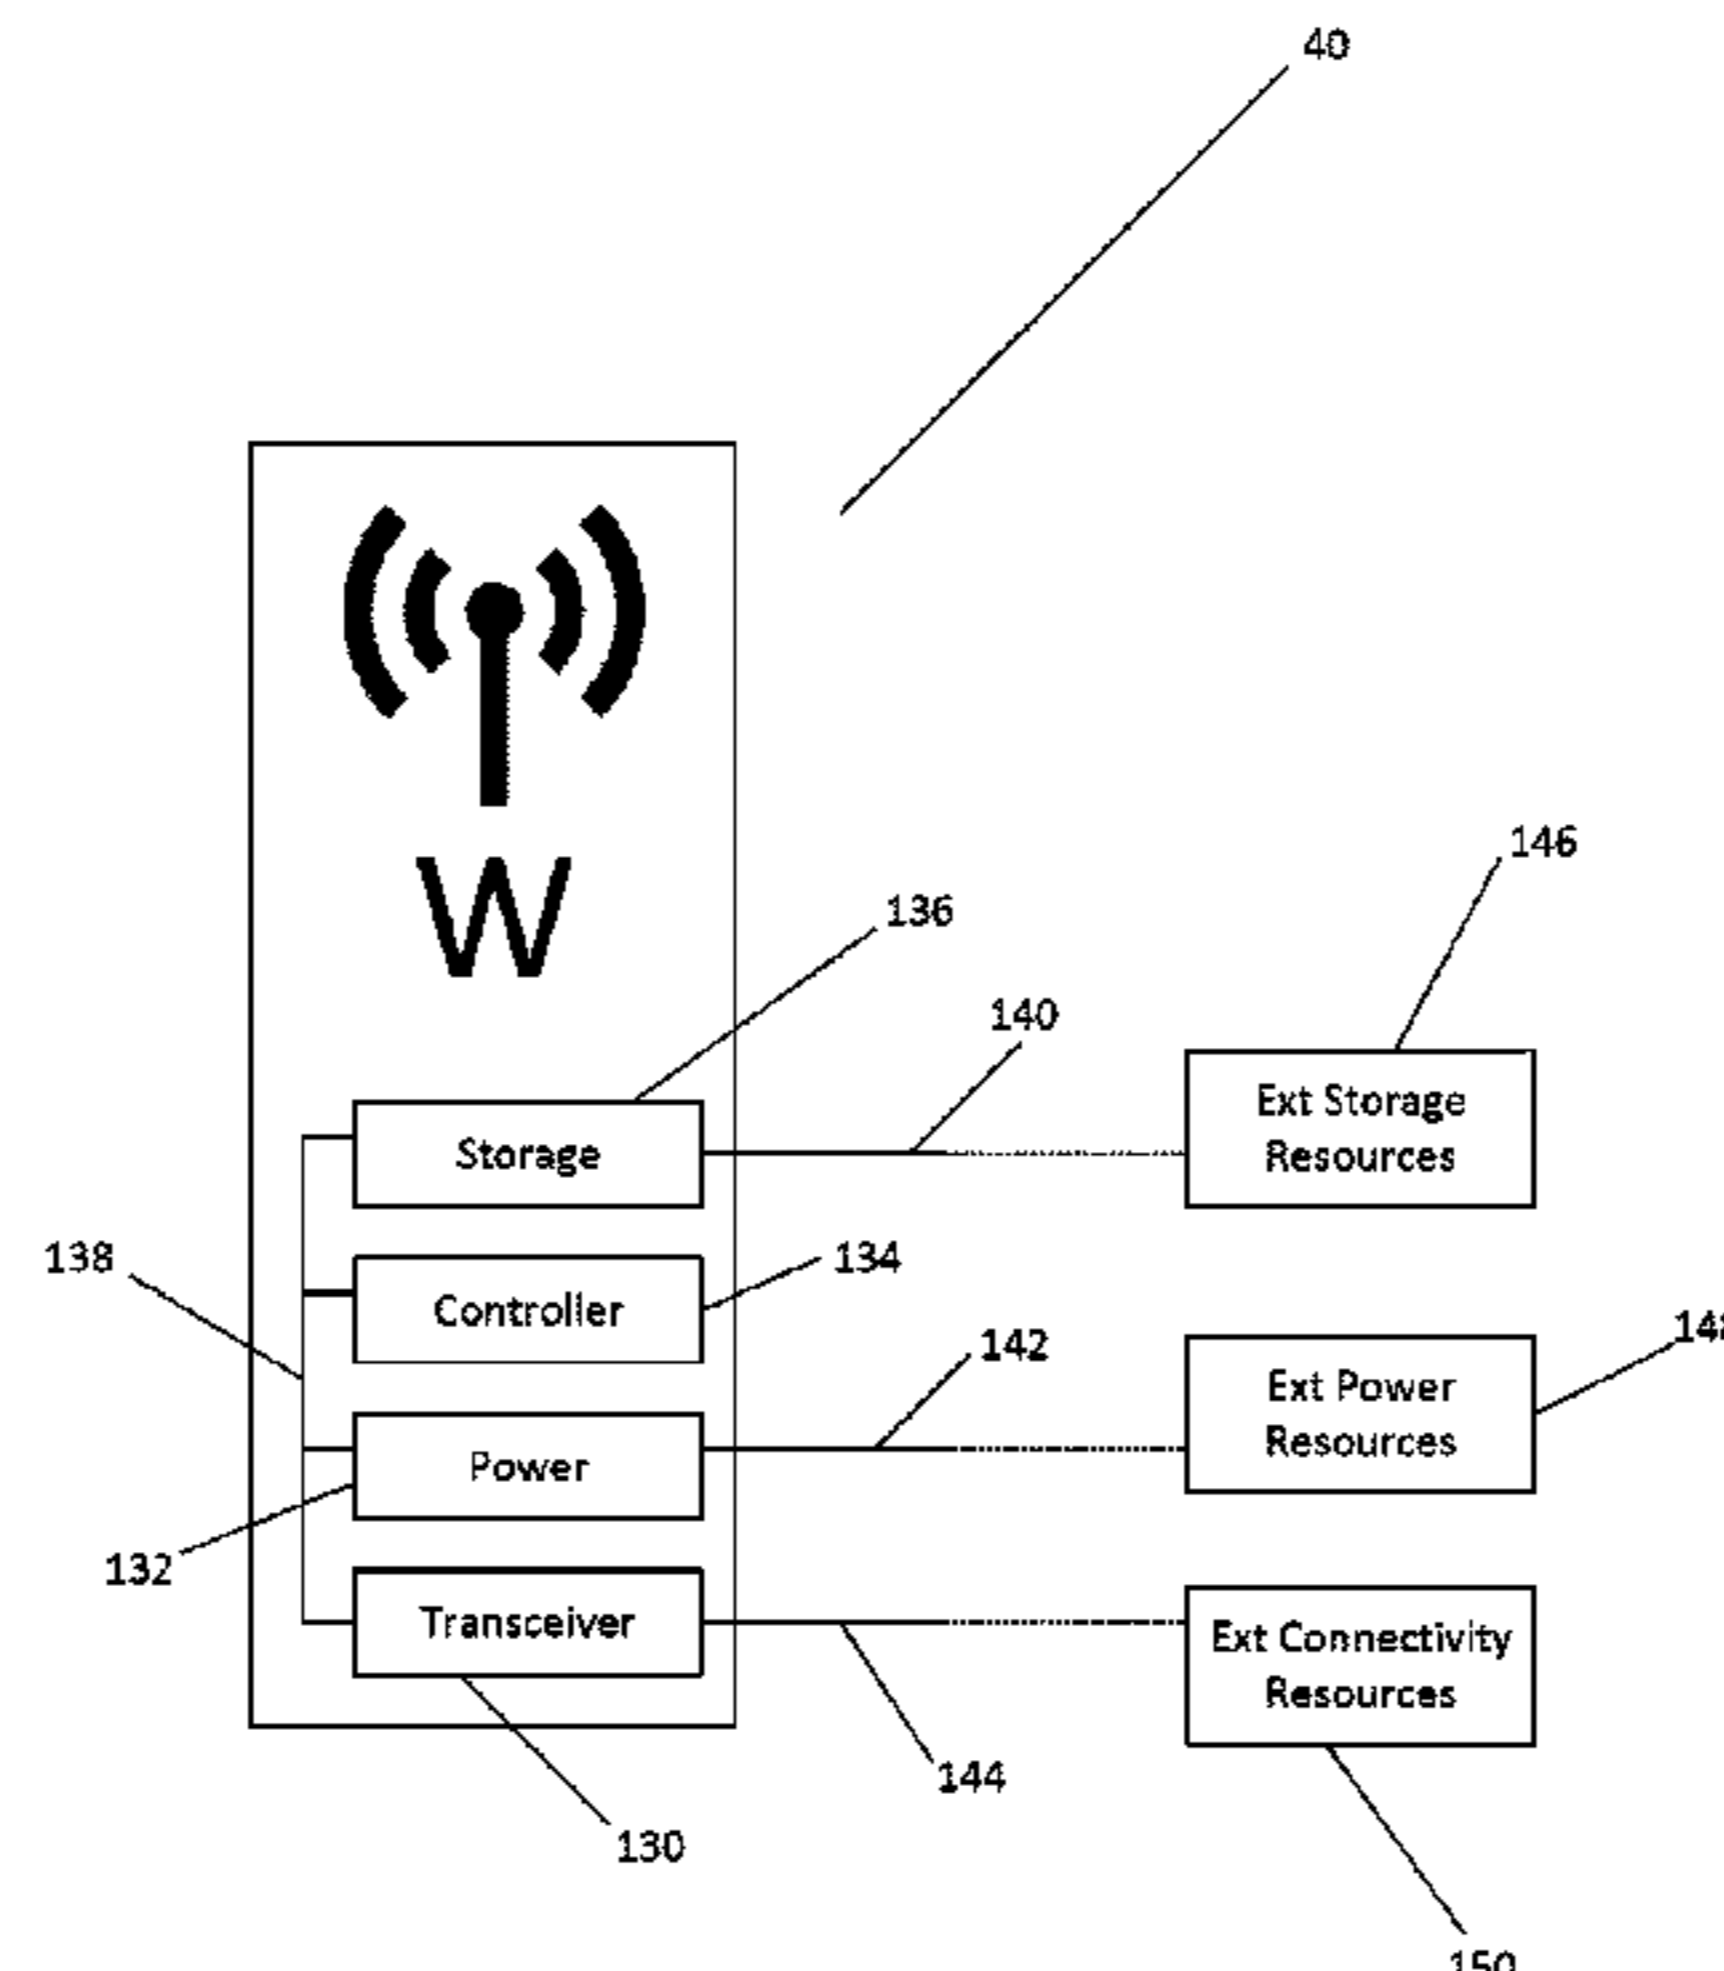 40
W
146
136
140
Ext Storage
Resources
Storage
138
134
Controller
142
Ext Power
Resources
Power
132
Transceiver
Ext Connectivity
Resources
144
130
150